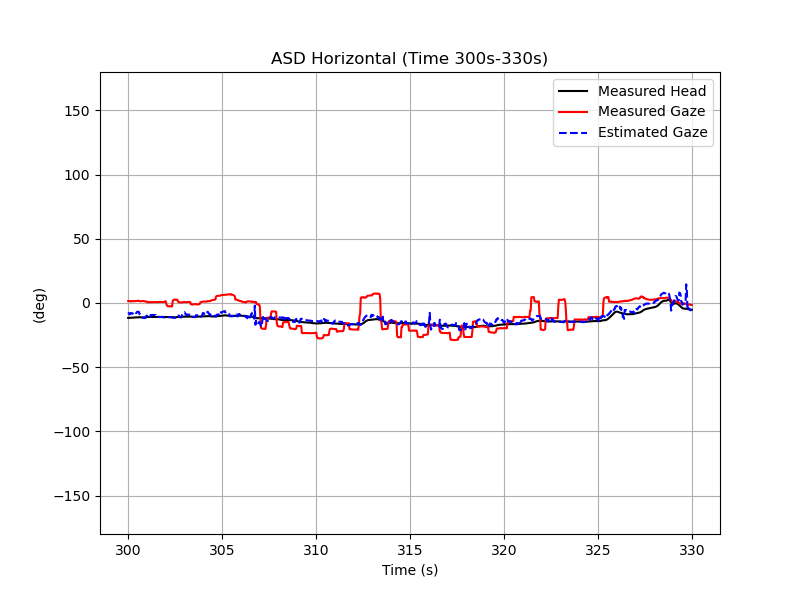 ASD Horizontal (Time 300s-330s)
Measured Head
Measured Gaze
Estimated Gaze
150
100
50
0
−50
−100
−150
(deg)
300 305 310 315 320 325 330
Time (s)